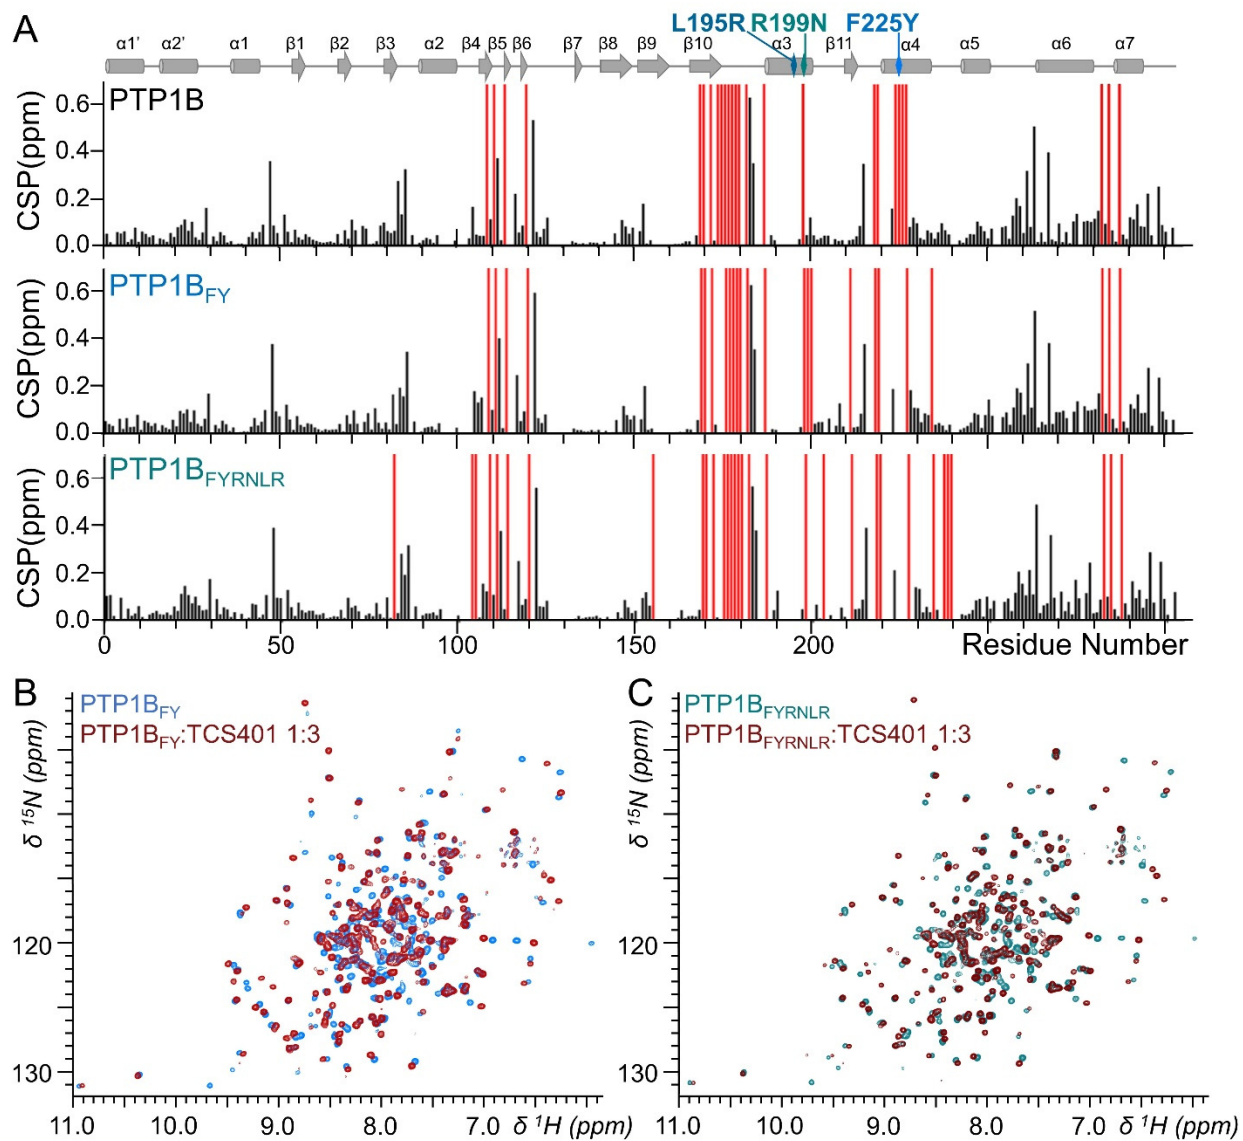 A
L195R R199N F225Y
α1' α2' α1 β1 β2 β3 α2 β4 β5 β6 β7 β8 β9 β10 α3 β11 α4 α5 α6 α7
PTP1B
CSP(ppm)
0.6
0.4
0.2
0.0
PTP1BFY
CSP(ppm)
0.6
0.4
0.2
0.0
PTP1BFYRNLR
CSP(ppm)
0.6
0.4
0.2
0.0
0 50 100 150 200 Residue Number
B
PTP1BFY
PTP1BFY:TCS401 1:3
δ 15N (ppm)
120
130
11.0 10.0 9.0 8.0 7.0 δ 1H (ppm)
C
PTP1BFYRNLR
PTP1BFYRNLR:TCS401 1:3
δ 15N (ppm)
120
130
11.0 10.0 9.0 8.0 7.0 δ 1H (ppm)